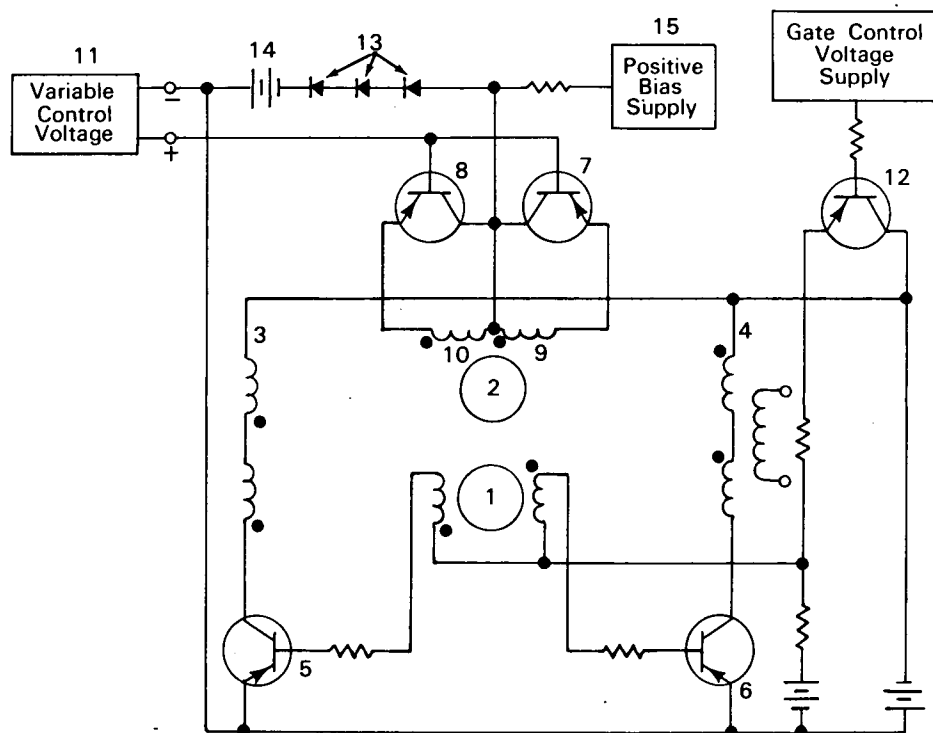 11
Variable
Control
Voltage
−
+
14
13
15
Positive
Bias
Supply
Gate Control
Voltage
Supply
8
7
12
3
10
9
4
2
1
5
6